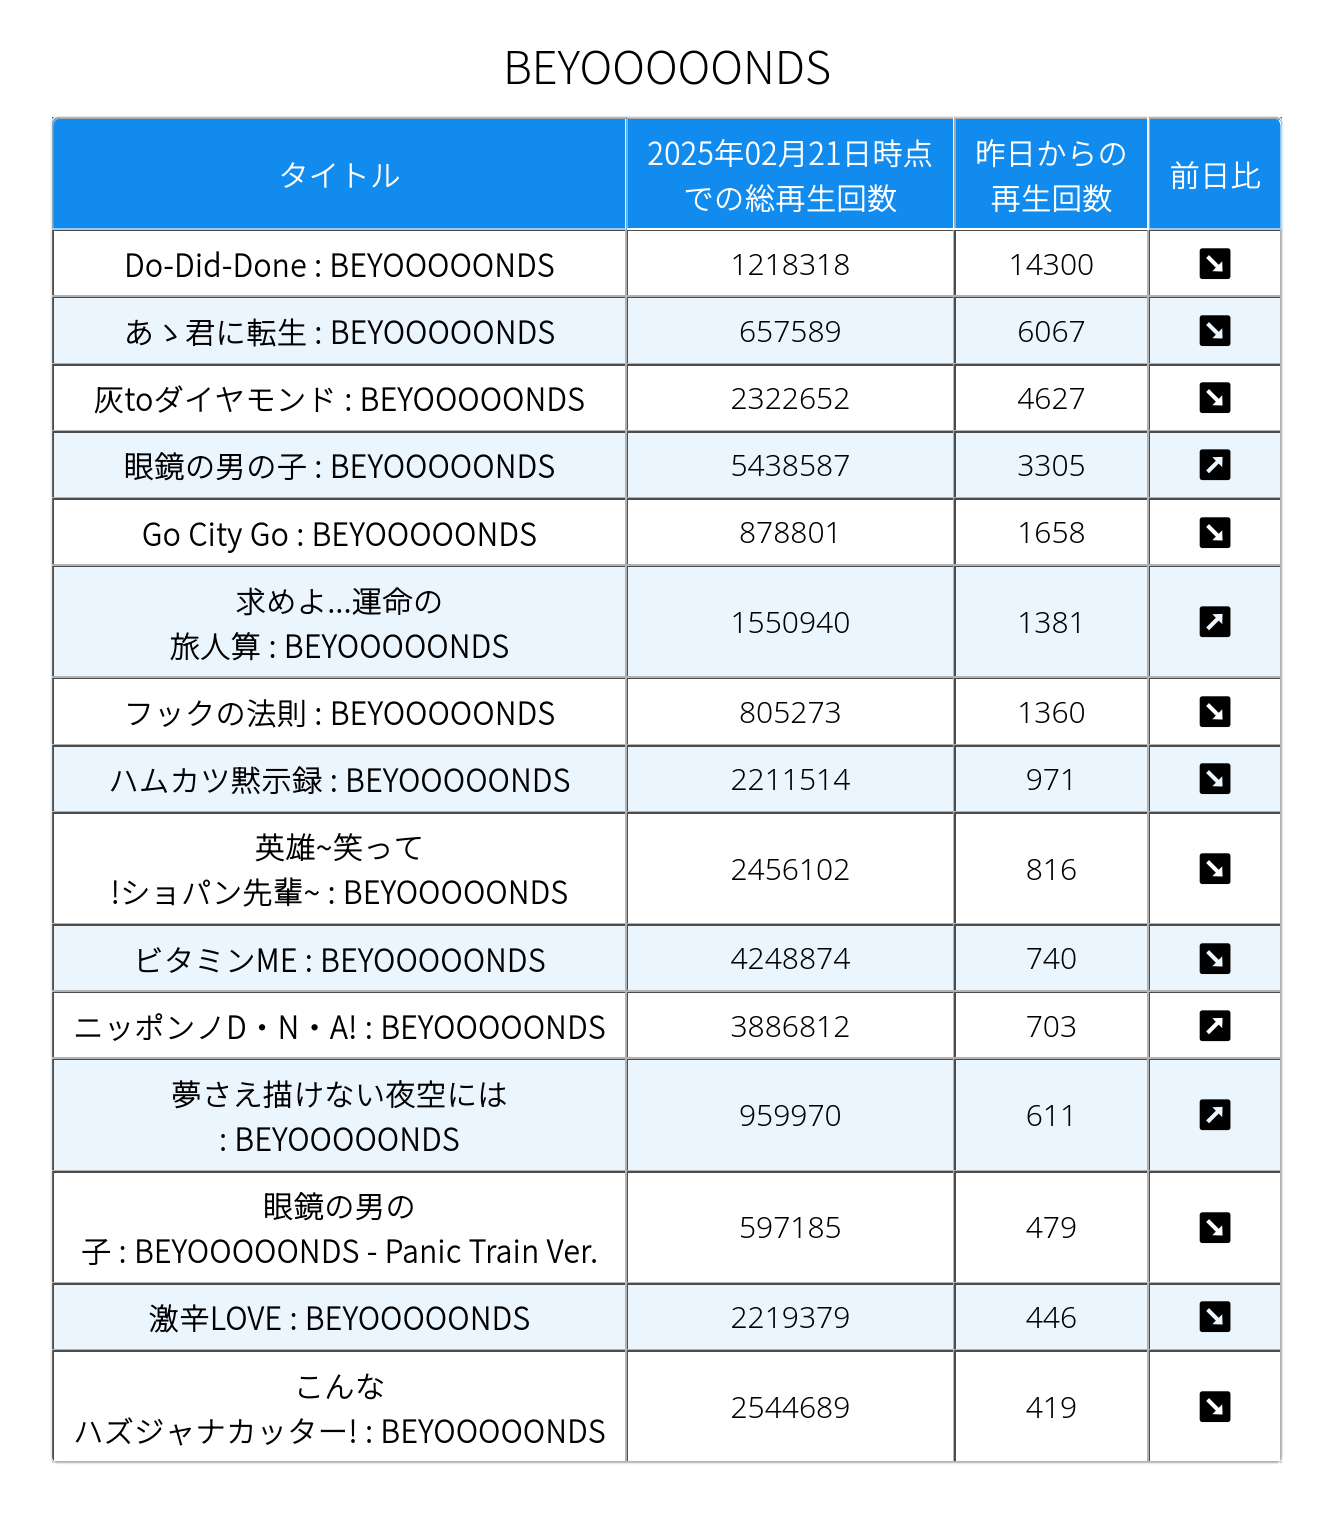 BEYOOOOONDS
タイトル
2025年02月21日時点
での総再生回数
昨日からの
再生回数
前日比
Do-Did-Done : BEYOOOOONDS
1218318
14300
あゝ君に転生 : BEYOOOOONDS
657589
6067
灰toダイヤモンド : BEYOOOOONDS
2322652
4627
眼鏡の男の子 : BEYOOOOONDS
5438587
3305
Go City Go : BEYOOOOONDS
878801
1658
求めよ...運命の
旅人算 : BEYOOOOONDS
1550940
1381
フックの法則 : BEYOOOOONDS
805273
1360
ハムカツ黙示録 : BEYOOOOONDS
2211514
971
英雄~笑って
!ショパン先輩~ : BEYOOOOONDS
2456102
816
ビタミンME : BEYOOOOONDS
4248874
740
ニッポンノD・N・A! : BEYOOOOONDS
3886812
703
夢さえ描けない夜空には
: BEYOOOOONDS
959970
611
眼鏡の男の
子 : BEYOOOOONDS - Panic Train Ver.
597185
479
激辛LOVE : BEYOOOOONDS
2219379
446
こんな
ハズジャナカッター! : BEYOOOOONDS
2544689
419